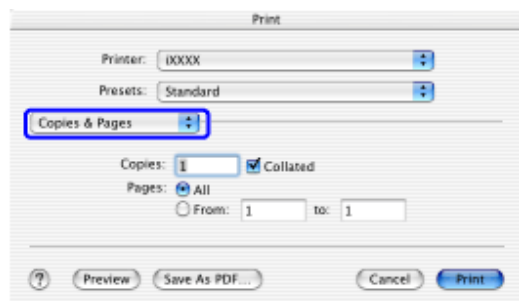 Print
Printer: iXXXX
Presets: Standard
Copies & Pages
Copies: 1 Collated
Pages: All
From: 1 to: 1
? Preview Save As PDF... Cancel Print